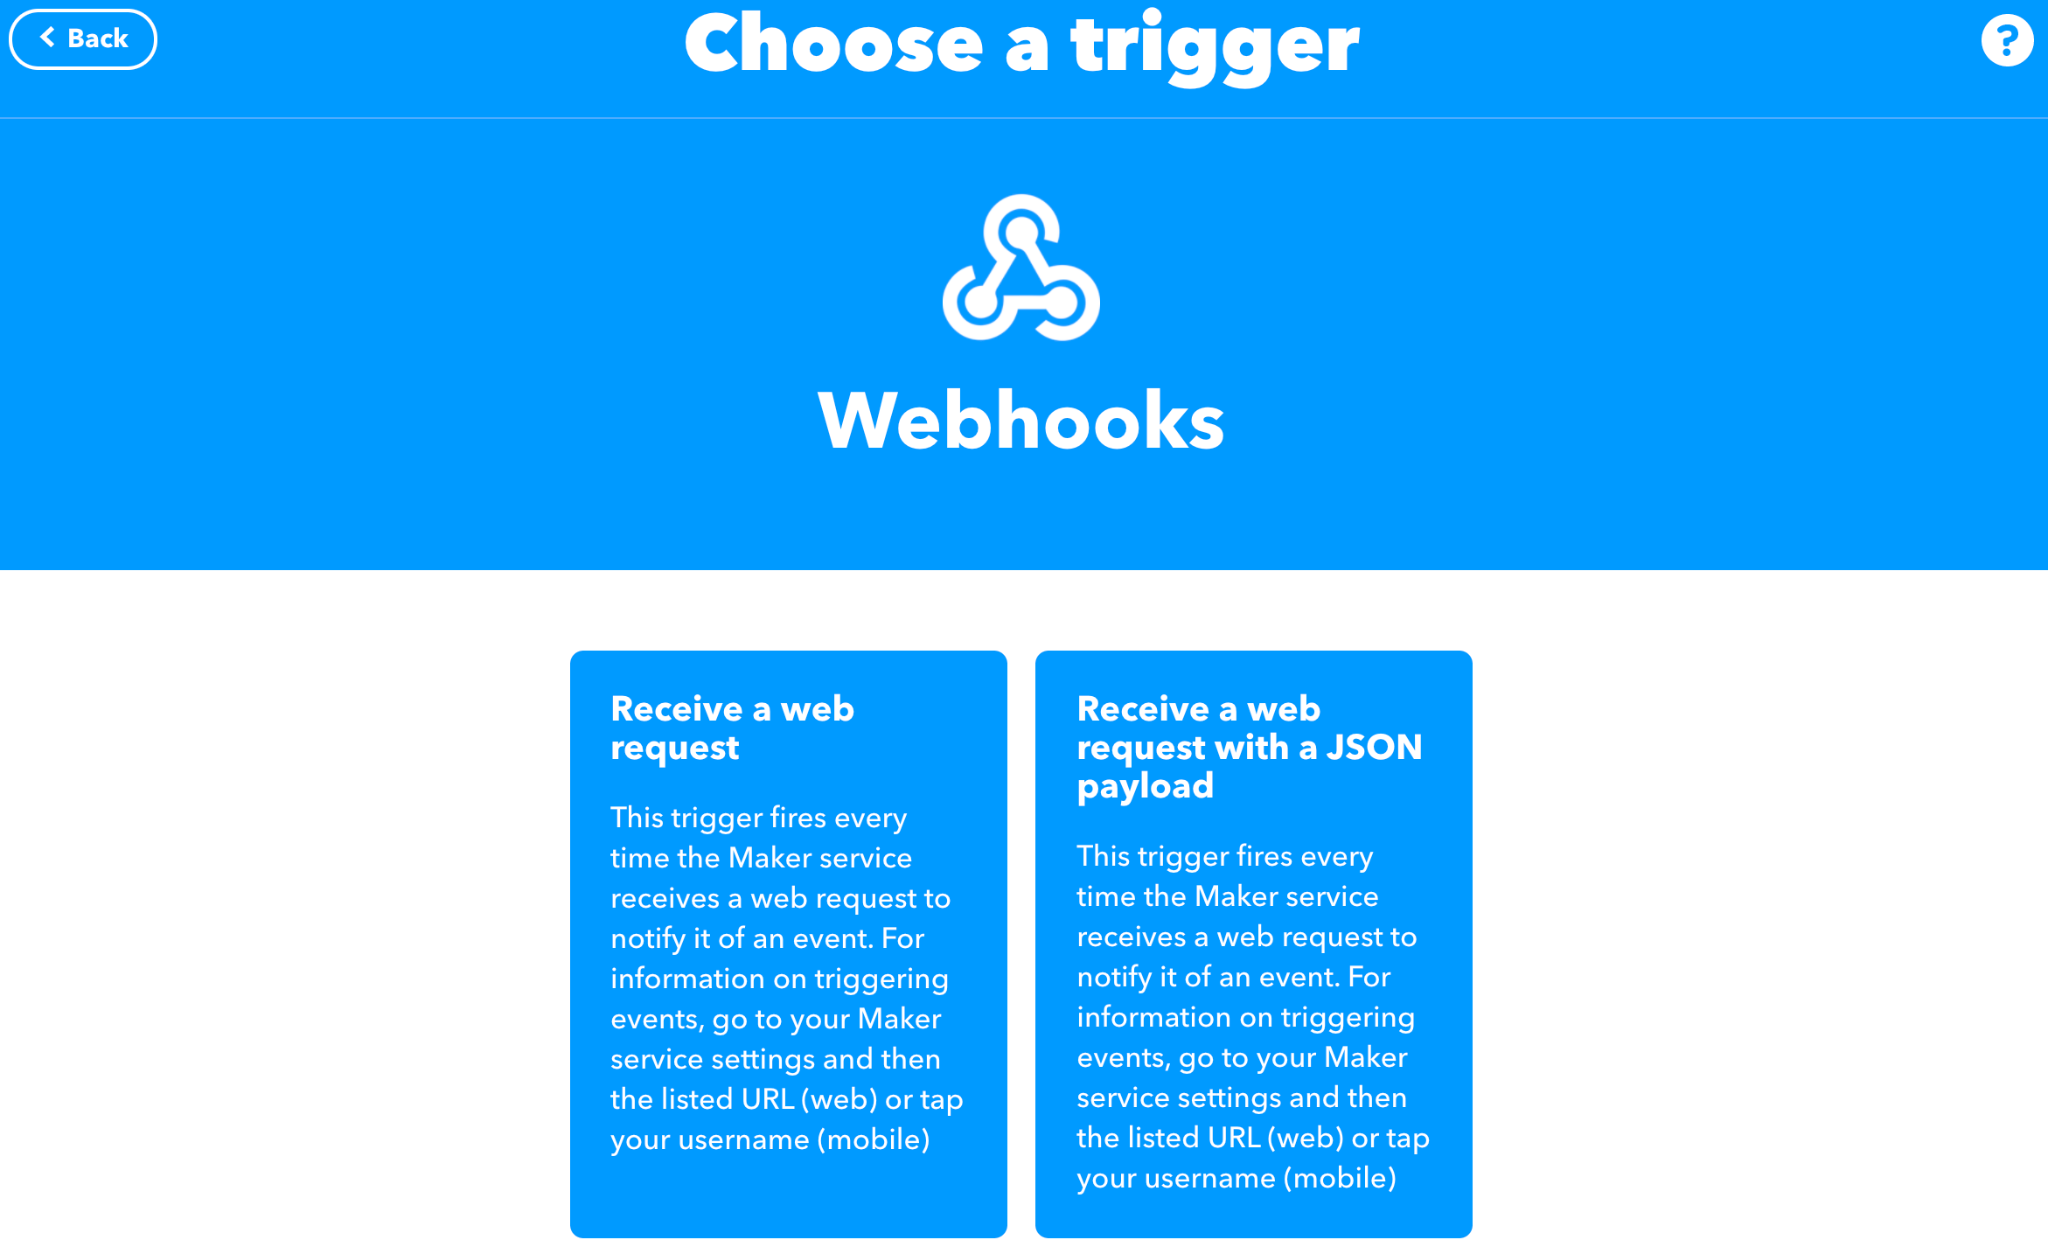 Back
Choose a trigger
?
Webhooks
Receive a web
request
This trigger fires every
time the Maker service
receives a web request to
notify it of an event. For
information on triggering
events, go to your Maker
service settings and then
the listed URL (web) or tap
your username (mobile)
Receive a web
request with a JSON
payload
This trigger fires every
time the Maker service
receives a web request to
notify it of an event. For
information on triggering
events, go to your Maker
service settings and then
the listed URL (web) or tap
your username (mobile)